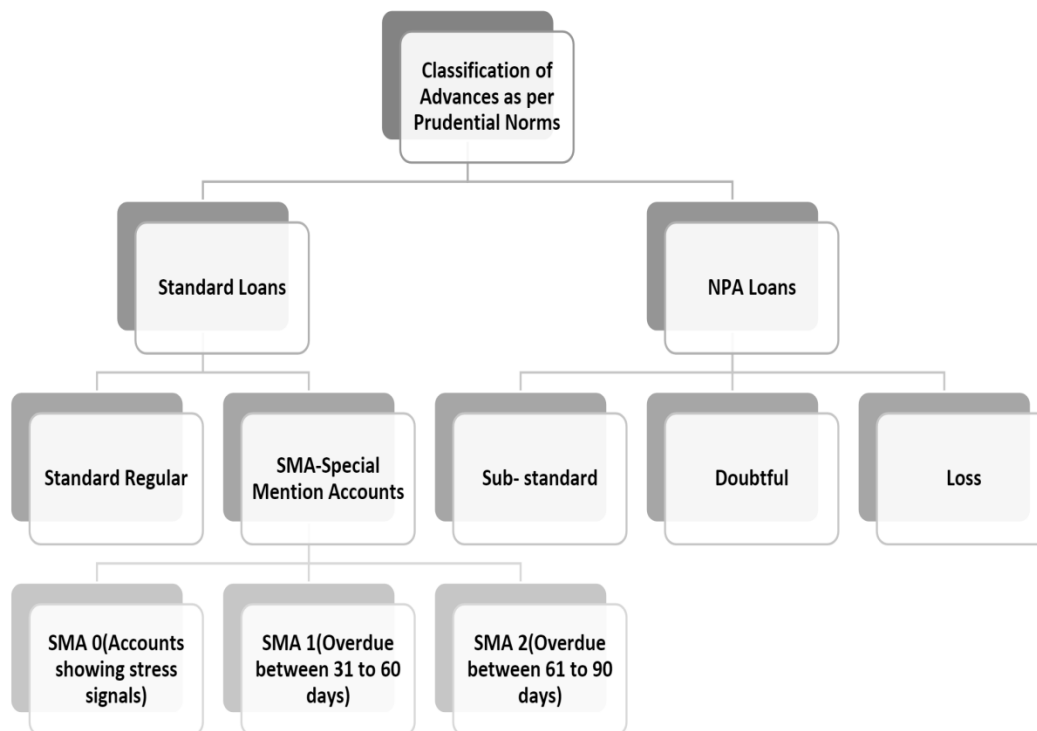 Classification of
Advances as per
Prudential Norms
Standard Loans
NPA Loans
Standard Regular
SMA-Special
Mention Accounts
Sub- standard
Doubtful
Loss
SMA 0(Accounts
showing stress
signals)
SMA 1(Overdue
between 31 to 60
days)
SMA 2(Overdue
between 61 to 90
days)